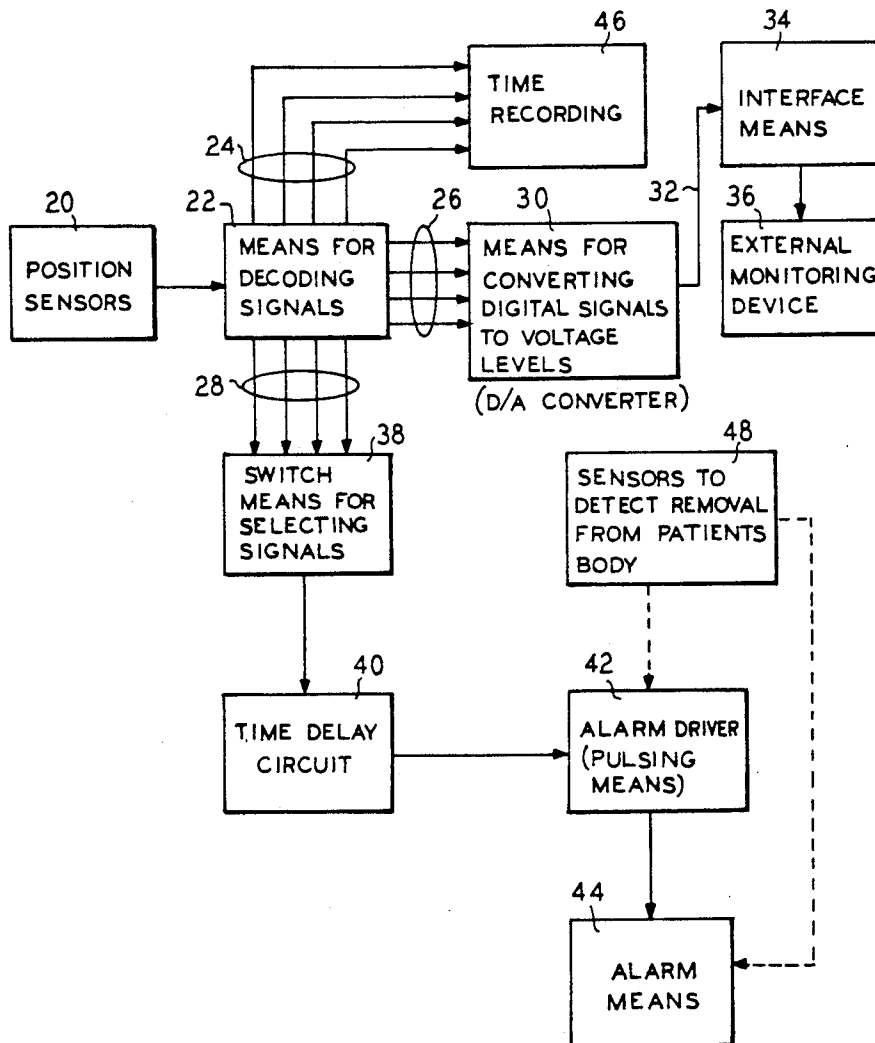 46
TIME
RECORDING
34
INTERFACE
MEANS
24
32
20
POSITION
SENSORS
22
MEANS FOR
DECODING
SIGNALS
26
30
MEANS FOR
CONVERTING
DIGITAL SIGNALS
TO VOLTAGE
LEVELS
(D/A CONVERTER)
36
EXTERNAL
MONITORING
DEVICE
28
38
SWITCH
MEANS FOR
SELECTING
SIGNALS
48
SENSORS TO
DETECT REMOVAL
FROM PATIENTS
BODY
40
TIME DELAY
CIRCUIT
42
ALARM DRIVER
(PULSING
MEANS)
44
ALARM
MEANS